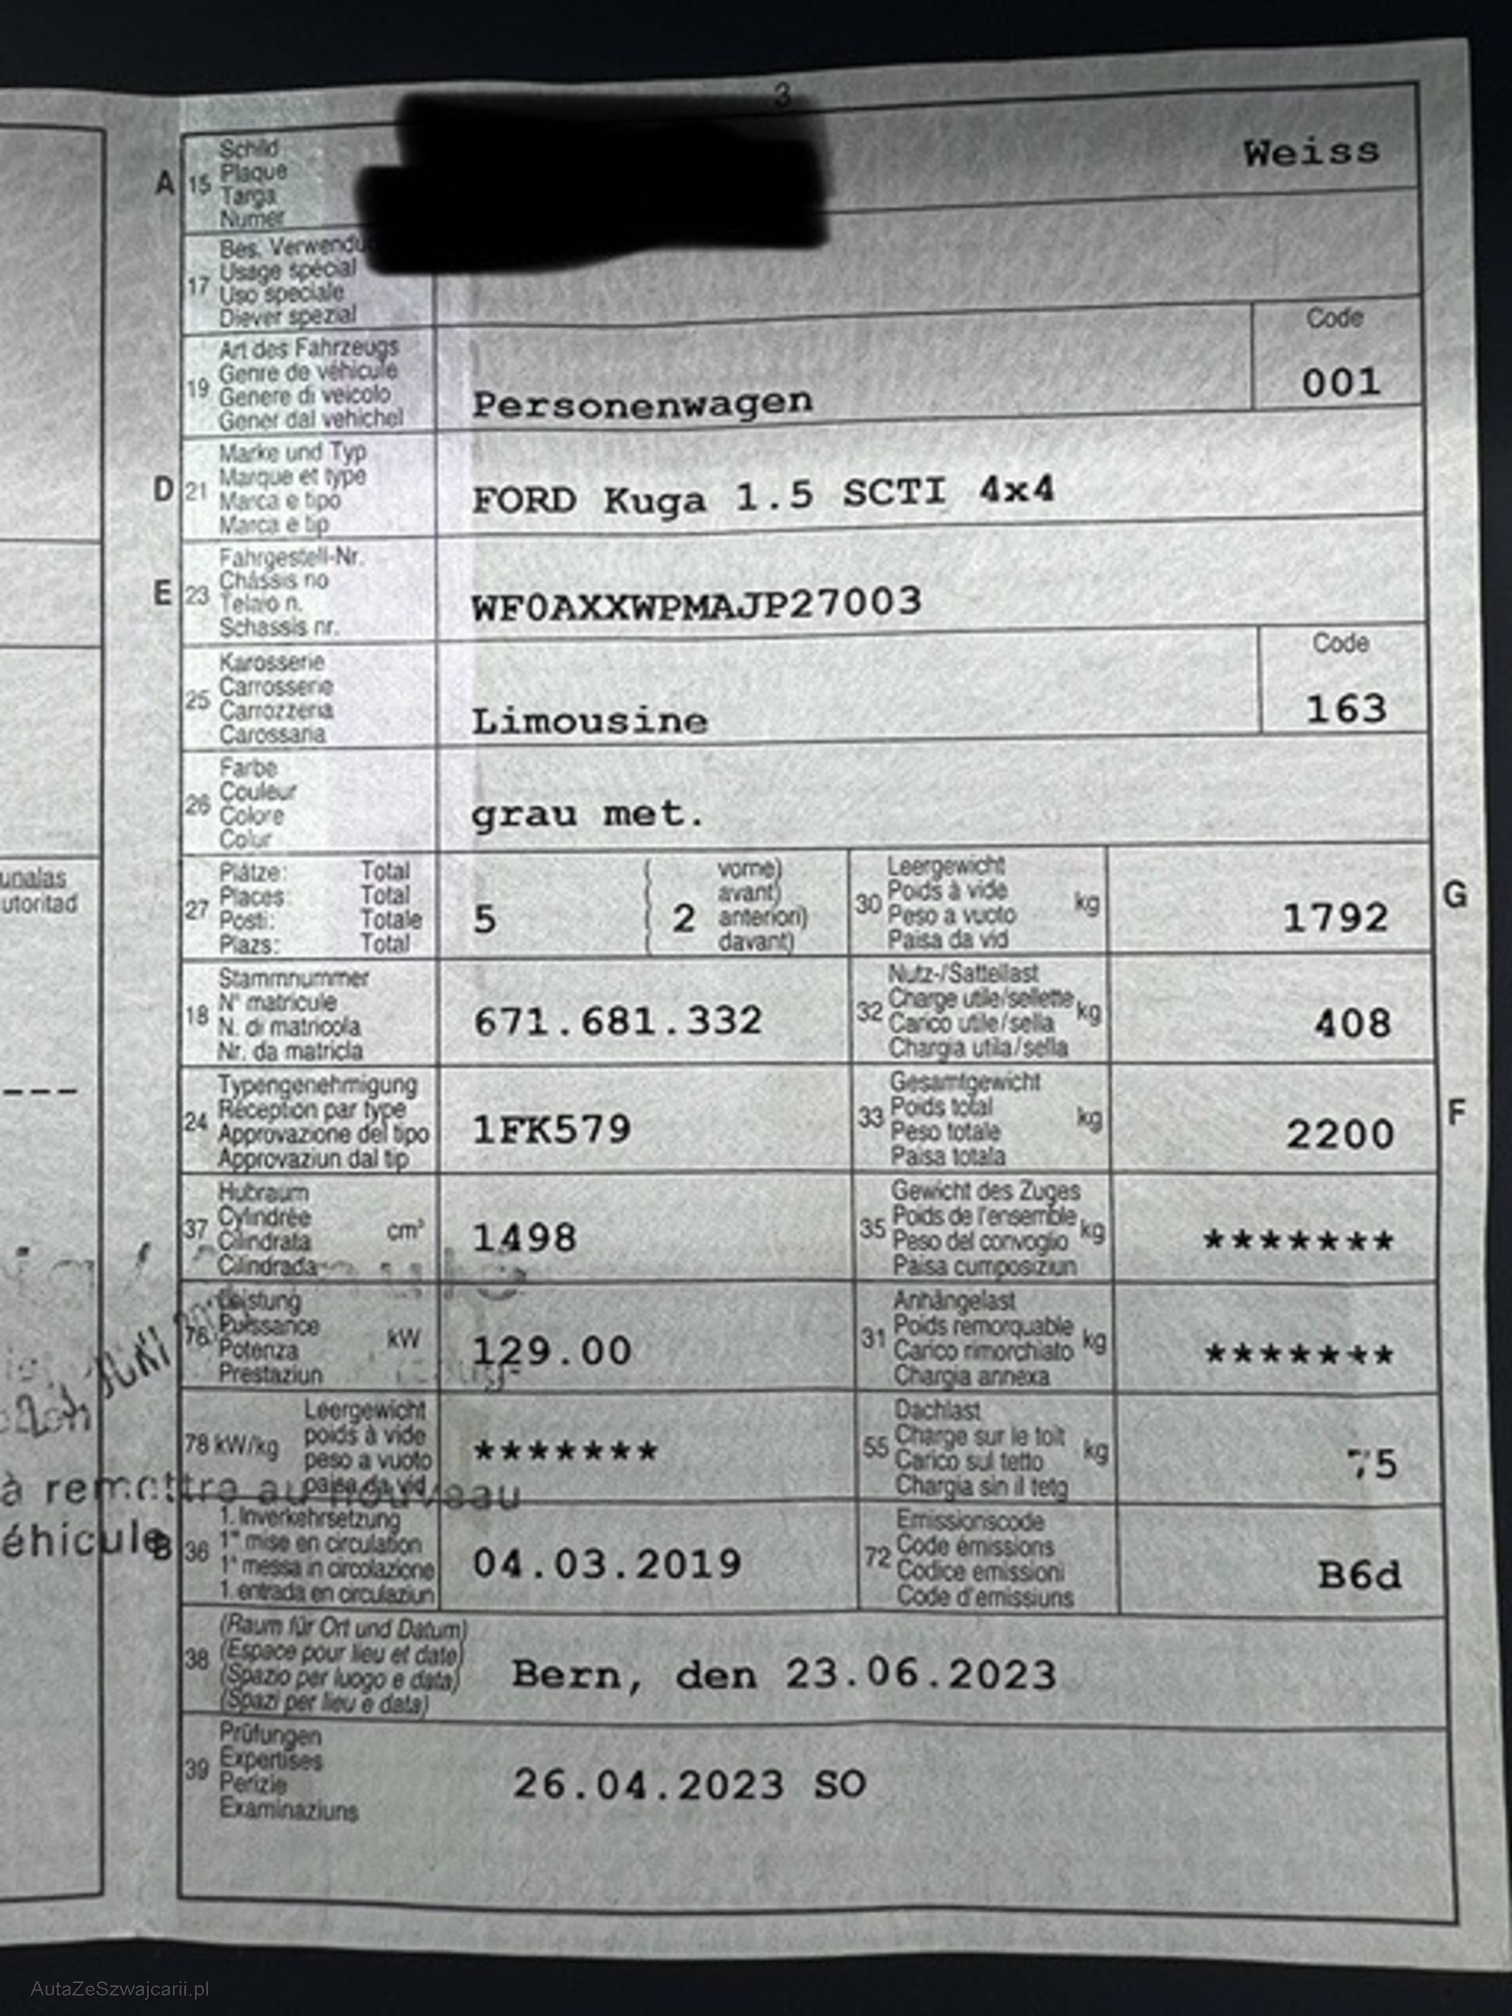 3
A 15 Schild
Plaque
Targa
Numer
Weiss
17 Bes. Verwendu
Usage spécial
Uso speciale
Diever spezial
19 Art des Fahrzeugs
Genre de véhicule
Genere di veicolo
Gener dal vehichel
Personenwagen
Code
001
D 21 Marke und Typ
Marque et type
Marca e tipo
Marca e tip
FORD Kuga 1.5 SCTI 4x4
E 23 Fahrgestell-Nr.
Châssis no
Telaio n.
Schassis nr.
WF0AXXWPMAJP27003
25 Karosserie
Carrosserie
Carrozzeria
Carossaria
Limousine
Code
163
26 Farbe
Couleur
Colore
Colur
grau met.
27 Plätze: Total
Places: Total
Posti: Totale
Plazs: Total
5
( vorne)
( avant)
( 2 anteriori)
( davant)
30 Leergewicht
Poids à vide kg
Peso a vuoto
Paisa da vid
1792
G
18 Stammnummer
N° matricule
N. di matricola
Nr. da matricla
671.681.332
32 Nutz-/Sattellast
Charge utile/sellette kg
Carico utile/sella
Chargia utila/sella
408
24 Typengenehmigung
Réception par type
Approvazione del tipo
Approvaziun dal tip
1FK579
33 Gesamtgewicht
Poids total kg
Peso totale
Paisa totala
2200
F
37 Hubraum
Cylindrée cm³
Cilindrata
Cilindrada
1498
35 Gewicht des Zuges
Poids de l'ensemble kg
Peso del convoglio
Paisa cumposiziun
*******
76 Leistung
Puissance kW
Potenza
Prestaziun
129.00
31 Anhängelast
Poids remorquable kg
Carico rimorchiato
Chargia annexa
*******
78 kW/kg Leergewicht
poids à vide
peso a vuoto
paisa da vid
*******
55 Dachlast
Charge sur le toit kg
Carico sul tetto
Chargia sin il tetg
75
B 36 1. Inverkehrsetzung
1re mise en circulation
1a messa in circolazione
1. entrada en circulaziun
04.03.2019
72 Emissionscode
Code émissions
Codice emissioni
Code d'emissiuns
B6d
38 (Raum für Ort und Datum)
(Espace pour lieu et date)
(Spazio per luogo e data)
(Spazi per lieu e data)
Bern, den 23.06.2023
39 Prüfungen
Expertises
Perizie
Examinaziuns
26.04.2023 SO
unalas
utoritad
---
à remettre au nouveau
éhicule
AutaZeSzwajcarii.pl